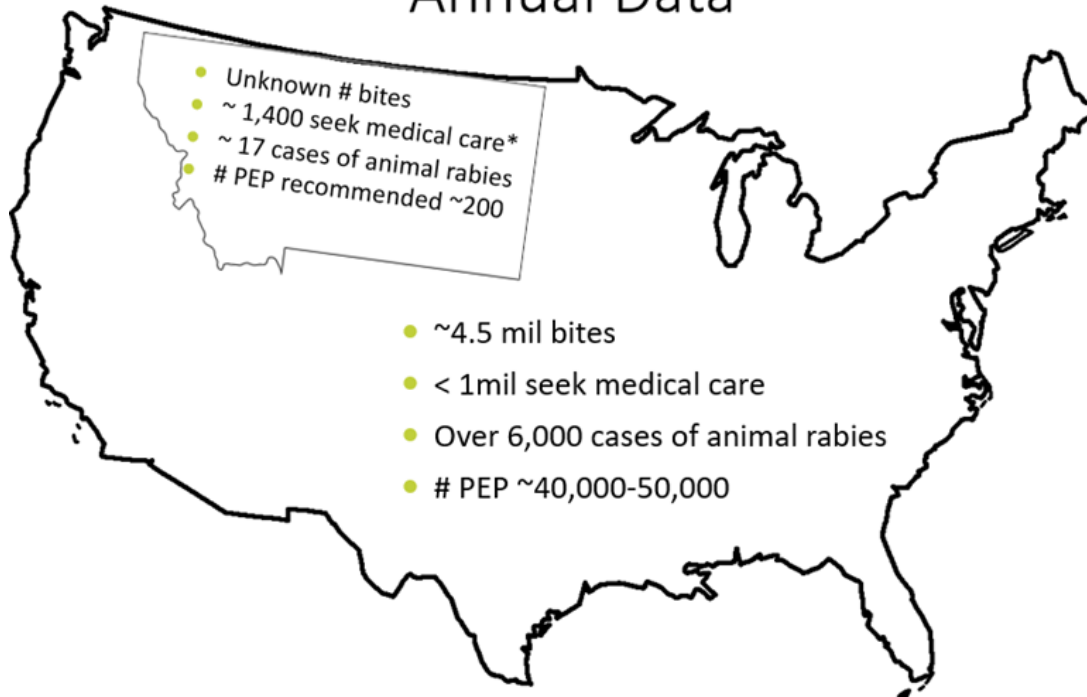 Annual Data
Unknown # bites
~ 1,400 seek medical care*
~ 17 cases of animal rabies
# PEP recommended ~200
~4.5 mil bites
< 1mil seek medical care
Over 6,000 cases of animal rabies
# PEP ~40,000-50,000